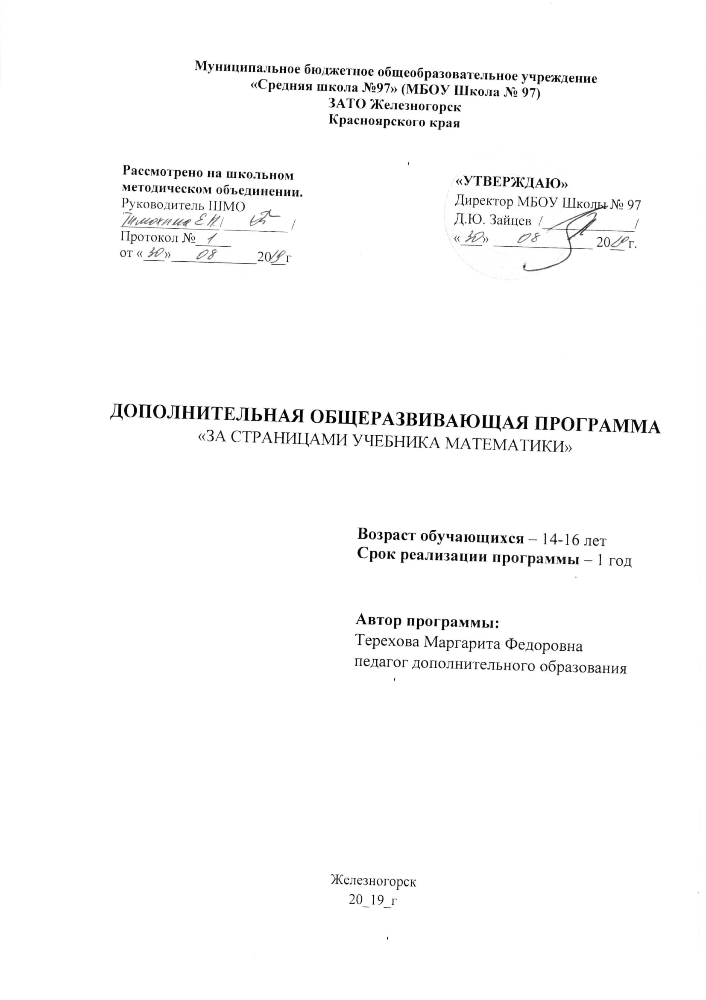 Муниципальное бюджетное общеобразовательное учреждение
«Средняя школа №97» (МБОУ Школа № 97)
ЗАТО Железногорск
Красноярского края
Рассмотрено на школьном
методическом объединении.
Руководитель ШМО
Тимохина Е.Н./ /
Протокол № 1
от «30» 08 2019г
«УТВЕРЖДАЮ»
Директор МБОУ Школы № 97
Д.Ю. Зайцев / /
«30» 08 2019 г.
ДОПОЛНИТЕЛЬНАЯ ОБЩЕРАЗВИВАЮЩАЯ ПРОГРАММА
«ЗА СТРАНИЦАМИ УЧЕБНИКА МАТЕМАТИКИ»
Возраст обучающихся – 14-16 лет
Срок реализации программы – 1 год
Автор программы:
Терехова Маргарита Федоровна
педагог дополнительного образования
Железногорск
20_19_г